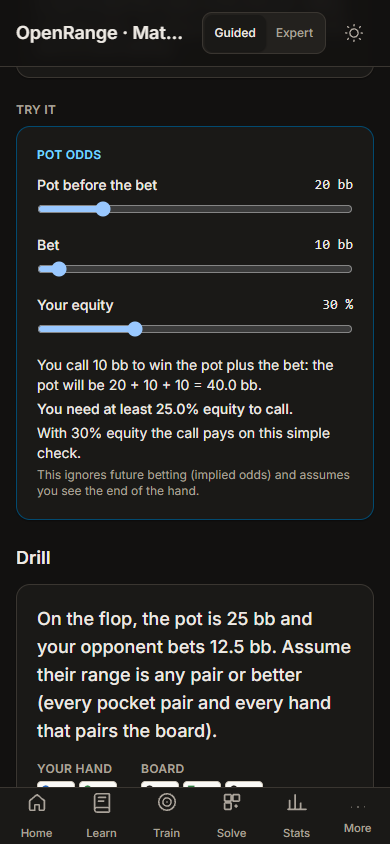 OpenRange · Mat...
Guided
Expert
TRY IT
POT ODDS
Pot before the bet
20 bb
Bet
10 bb
Your equity
30 %
You call 10 bb to win the pot plus the bet: the
pot will be 20 + 10 + 10 = 40.0 bb.
You need at least 25.0% equity to call.
With 30% equity the call pays on this simple
check.
This ignores future betting (implied odds) and assumes
you see the end of the hand.
Drill
On the flop, the pot is 25 bb and
your opponent bets 12.5 bb. Assume
their range is any pair or better
(every pocket pair and every hand
that pairs the board).
YOUR HAND
BOARD
Home
Learn
Train
Solve
Stats
More